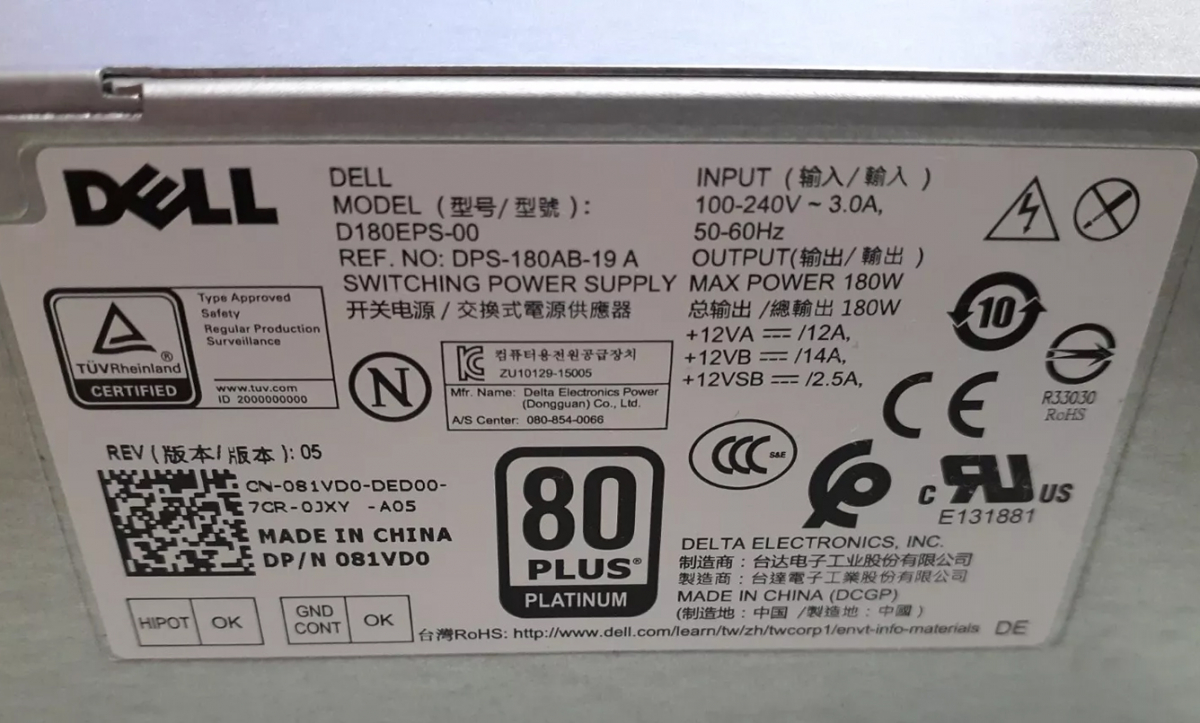 DELL
DELL
MODEL (型号/型號):
D180EPS-00
REF. NO: DPS-180AB-19 A
SWITCHING POWER SUPPLY
开关电源 / 交換式電源供應器
INPUT (输入/輸入)
100-240V ~ 3.0A,
50-60Hz
OUTPUT(输出/輸出)
MAX POWER 180W
总输出 /總輸出 180W
+12VA ⎓ /12A,
+12VB ⎓ /14A,
+12VSB ⎓ /2.5A,
TÜVRheinland ®
CERTIFIED
Type Approved
Safety
Regular Production
Surveillance
www.tuv.com
ID 2000000000
N
컴퓨터용전원공급장치
ZU10129-15005
Mfr. Name: Delta Electronics Power
(Dongguan) Co., Ltd.
A/S Center: 080-854-0066
10
R33030
RoHS
CE
REV (版本/版本): 05
CN-081VD0-DED00-
7CR-0JXY -A05
MADE IN CHINA
DP/N 081VD0
80
PLUS®
PLATINUM
CCC S&E
C UR US
E131881
DELTA ELECTRONICS, INC.
制造商：台达电子工业股份有限公司
製造商：台達電子工業股份有限公司
MADE IN CHINA (DCGP)
(制造地：中国 /製造地：中國)
HIPOT OK
GND CONT OK
台灣RoHS: http://www.dell.com/learn/tw/zh/twcorp1/envt-info-materials DE